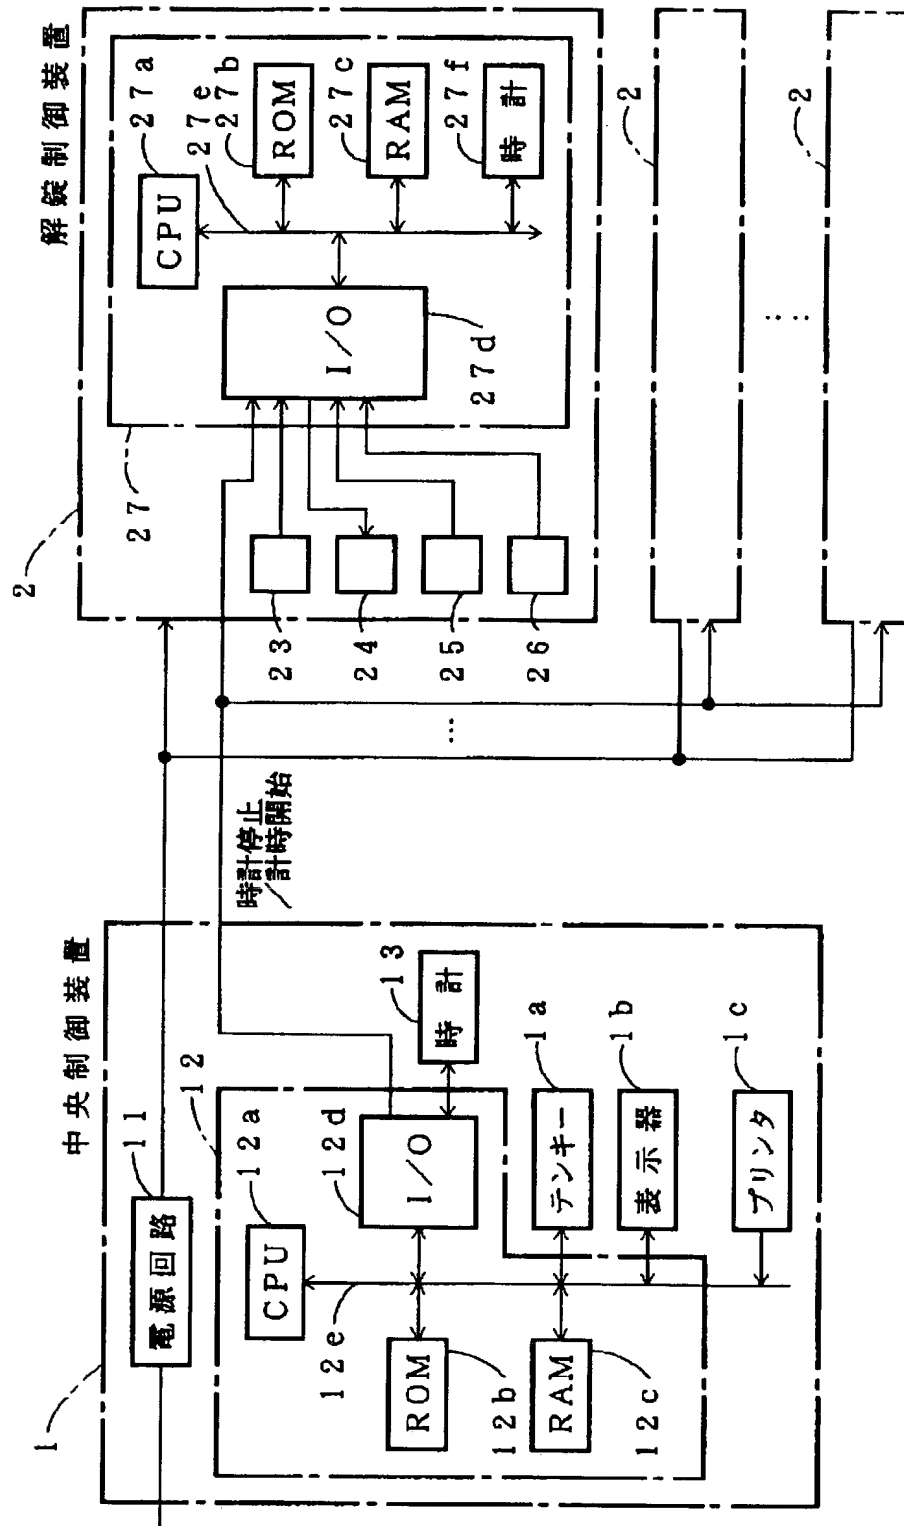 中央制御装置
1
電源回路
11
12
CPU
12a
12e
ROM
12b
RAM
12c
I/O
12d
時計
13
テンキー
1a
表示器
1b
プリンタ
1c
時計停止
計時開始
解錠制御装置
2
27
CPU
27a
27e
ROM
27b
RAM
27c
時計
27f
I/O
27d
23
24
25
26
…
2
…
2